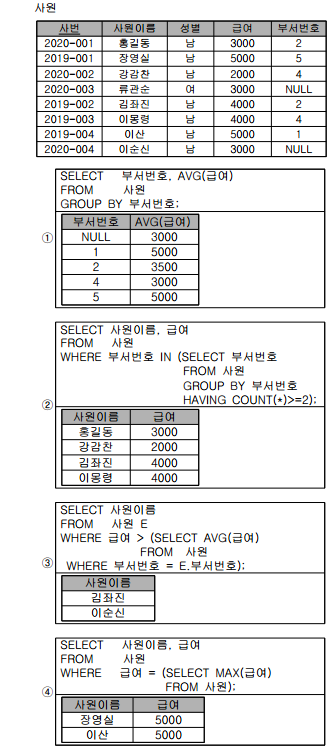 사원
사번 사원이름 성별 급여 부서번호
2020-001 홍길동 남 3000 2
2019-001 장영실 남 5000 5
2020-002 강감찬 남 2000 4
2020-003 류관순 여 3000 NULL
2019-002 김좌진 남 4000 2
2019-003 이몽령 남 4000 4
2019-004 이산 남 5000 1
2020-004 이순신 남 3000 NULL
①
SELECT 부서번호, AVG(급여)
FROM 사원
GROUP BY 부서번호;
부서번호 AVG(급여)
NULL 3000
1 5000
2 3500
4 3000
5 5000
②
SELECT 사원이름, 급여
FROM 사원
WHERE 부서번호 IN (SELECT 부서번호
FROM 사원
GROUP BY 부서번호
HAVING COUNT(*)>=2);
사원이름 급여
홍길동 3000
강감찬 2000
김좌진 4000
이몽령 4000
③
SELECT 사원이름
FROM 사원 E
WHERE 급여 > (SELECT AVG(급여)
FROM 사원
WHERE 부서번호 = E.부서번호);
사원이름
김좌진
이순신
④
SELECT 사원이름, 급여
FROM 사원
WHERE 급여 = (SELECT MAX(급여)
FROM 사원);
사원이름 급여
장영실 5000
이산 5000